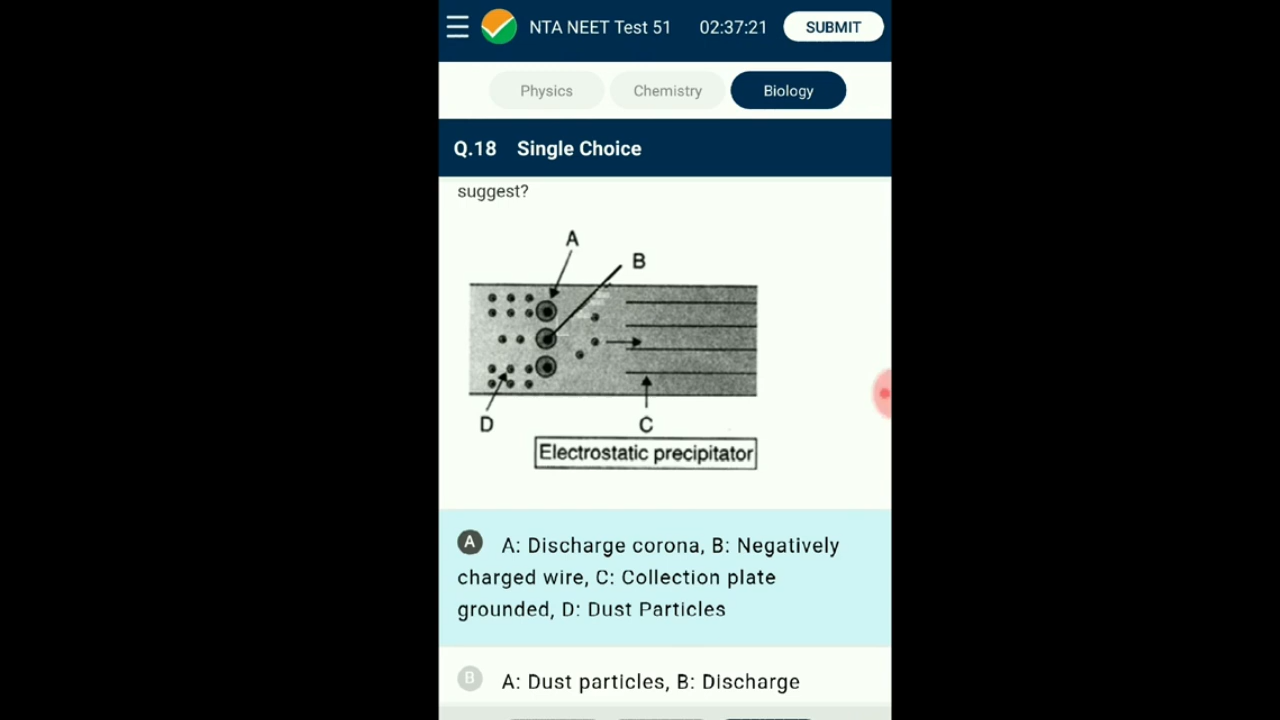 NTA NEET Test 51 02:37:21 SUBMIT
Physics Chemistry Biology
Q.18 Single Choice
suggest?
A
B
D
C
Electrostatic precipitator
A A: Discharge corona, B: Negatively
charged wire, C: Collection plate
grounded, D: Dust Particles
B A: Dust particles, B: Discharge